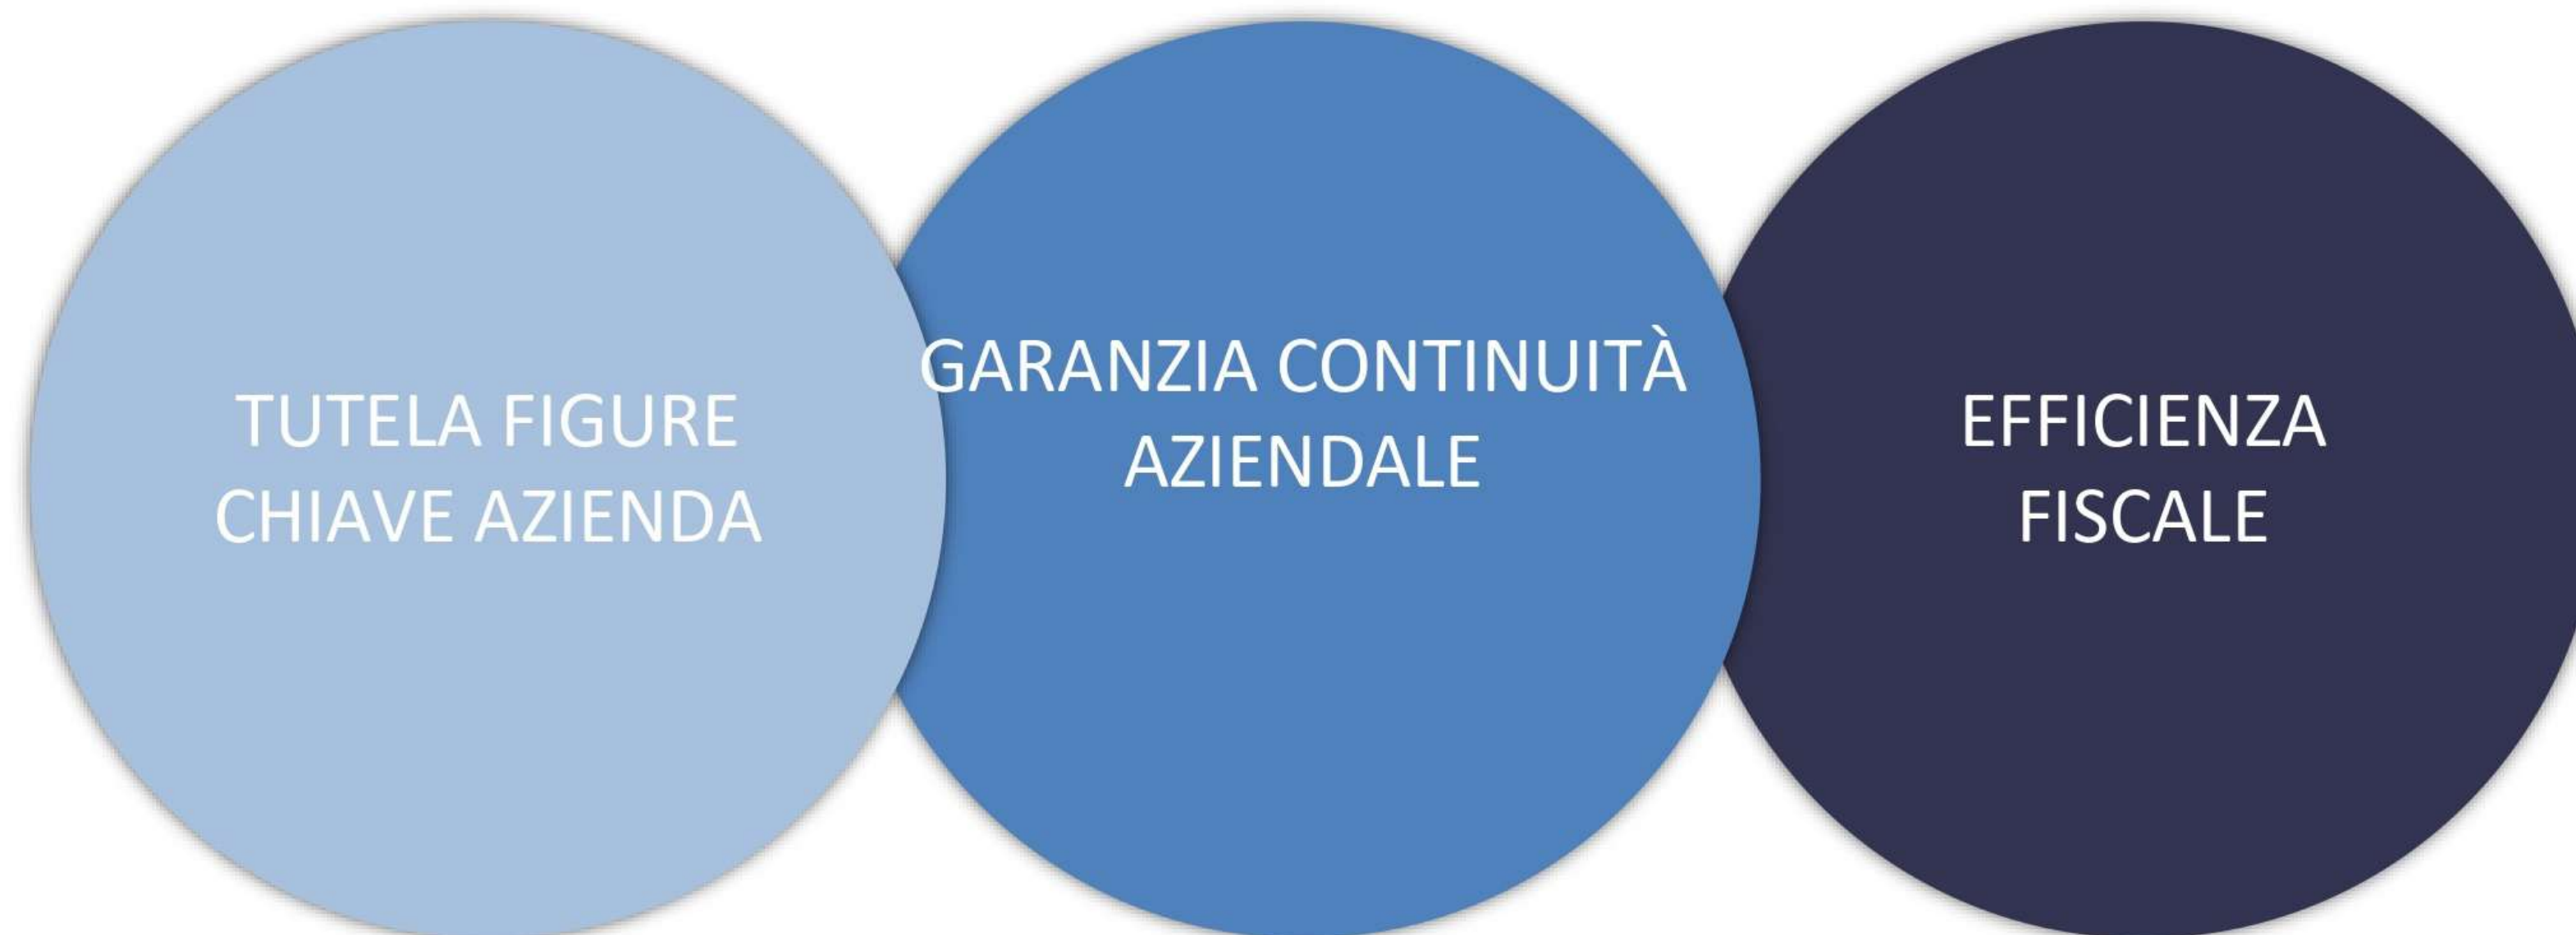 TUTELA FIGURE
CHIAVE AZIENDA
GARANZIA CONTINUITÀ
AZIENDALE
EFFICIENZA
FISCALE